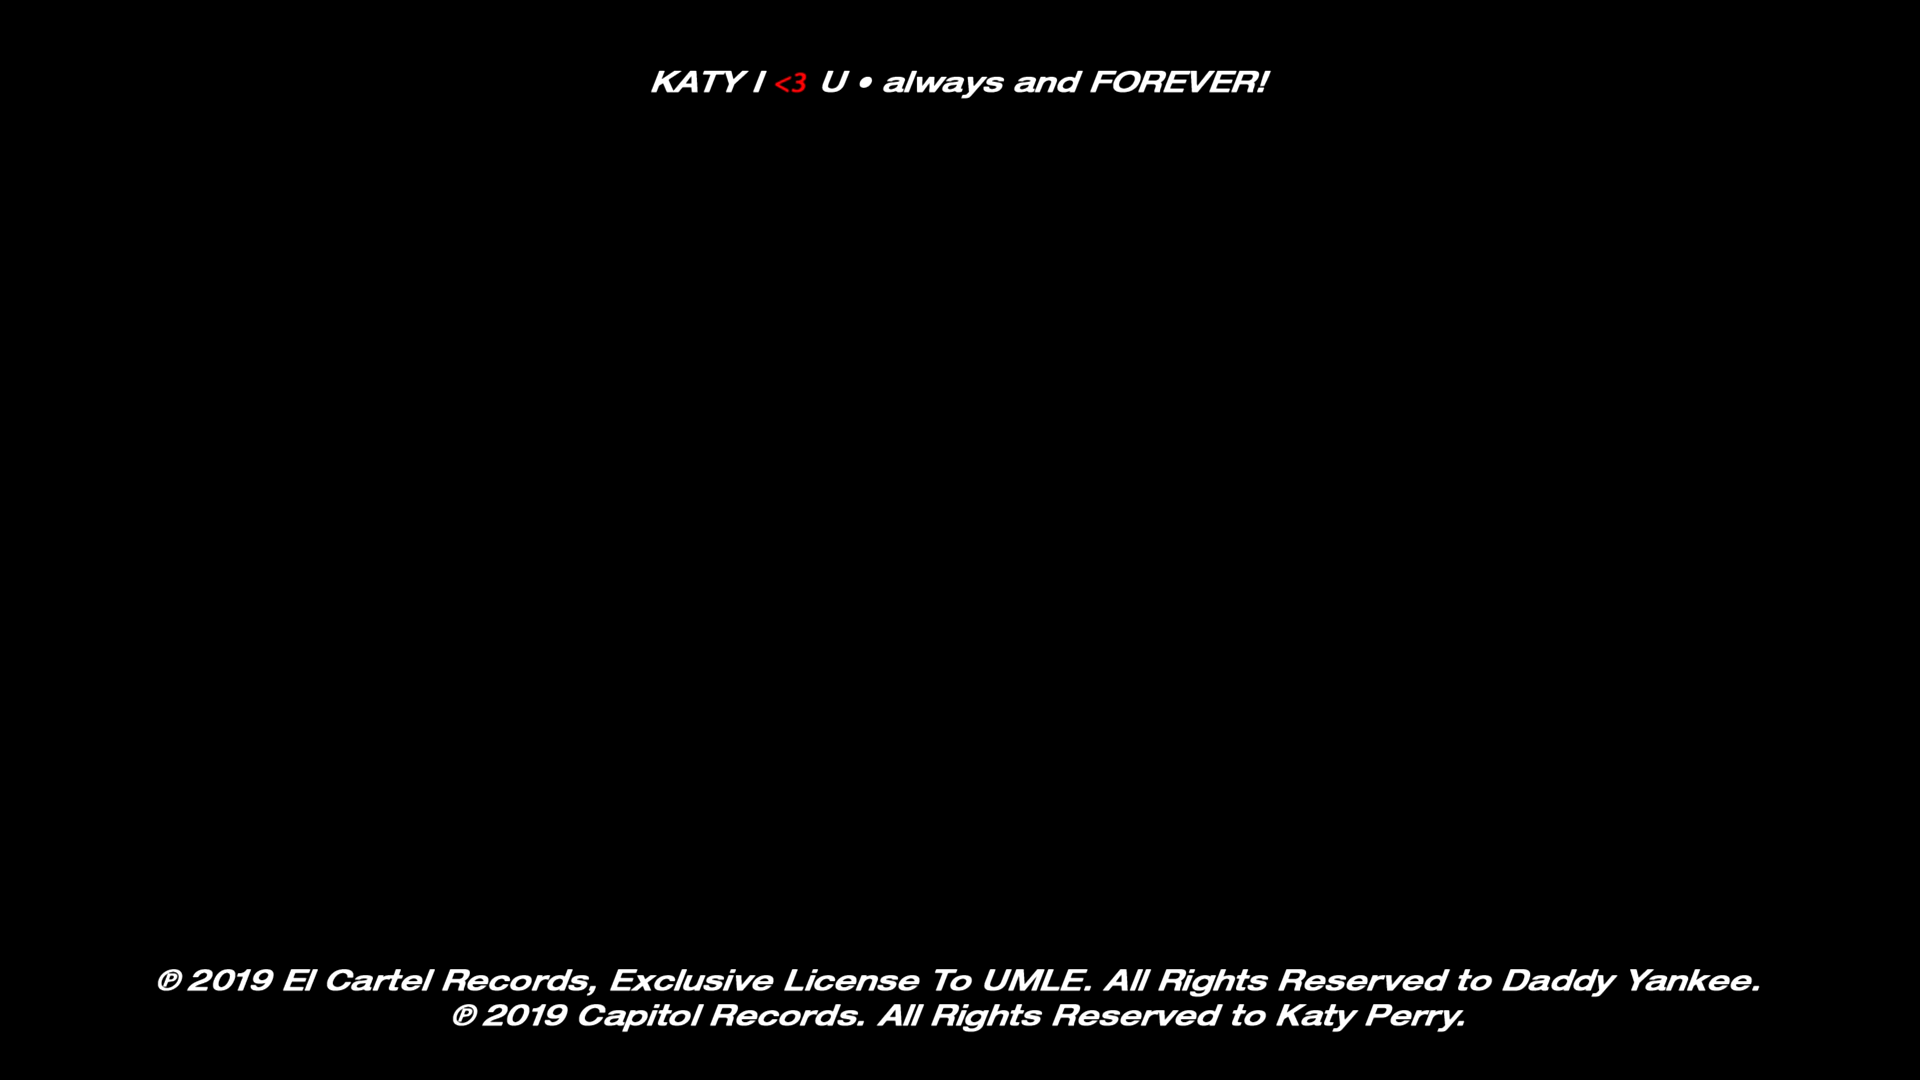 KATY I <3 U • always and FOREVER!
℗ 2019 El Cartel Records, Exclusive License To UMLE. All Rights Reserved to Daddy Yankee.
℗ 2019 Capitol Records. All Rights Reserved to Katy Perry.